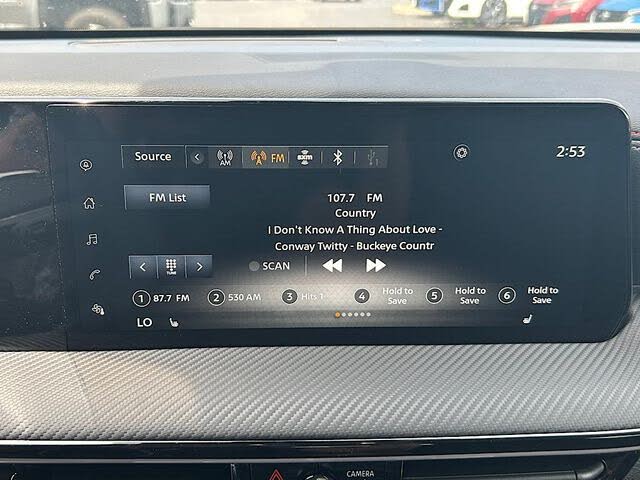 Source AM FM sxm
2:53
FM List
107.7 FM
Country
I Don't Know A Thing About Love -
Conway Twitty - Buckeye Countr
TUNE
SCAN
1 87.7 FM 2 530 AM 3 Hits 1 4 Hold to Save 5 Hold to Save 6 Hold to Save
LO
CAMERA